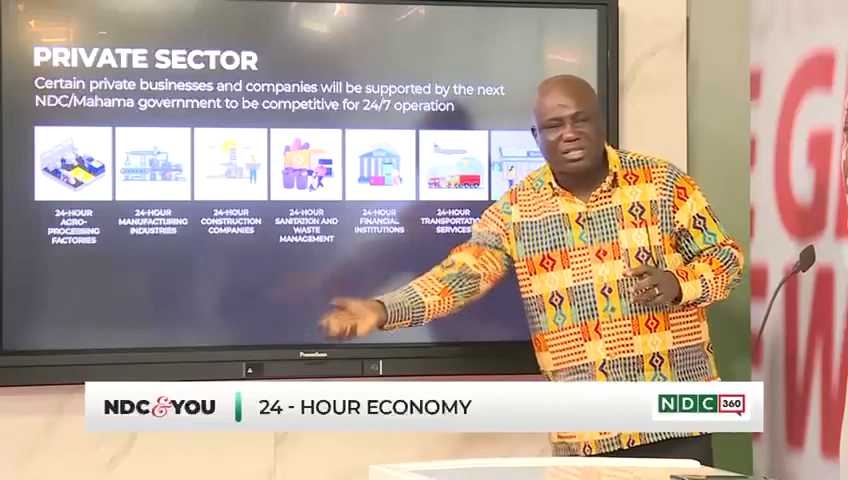 PRIVATE SECTOR
Certain private businesses and companies will be supported by the next
NDC/Mahama government to be competitive for 24/7 operation
24-HOUR
AGRO-
PROCESSING
FACTORIES
24-HOUR
MANUFACTURING
INDUSTRIES
24-HOUR
CONSTRUCTION
COMPANIES
24-HOUR
SANITATION AND
WASTE
MANAGEMENT
24-HOUR
FINANCIAL
INSTITUTIONS
24-HOUR
TRANSPORTATION
SERVICES
Promethean
NDC&YOU
24 - HOUR ECONOMY
NDC 360